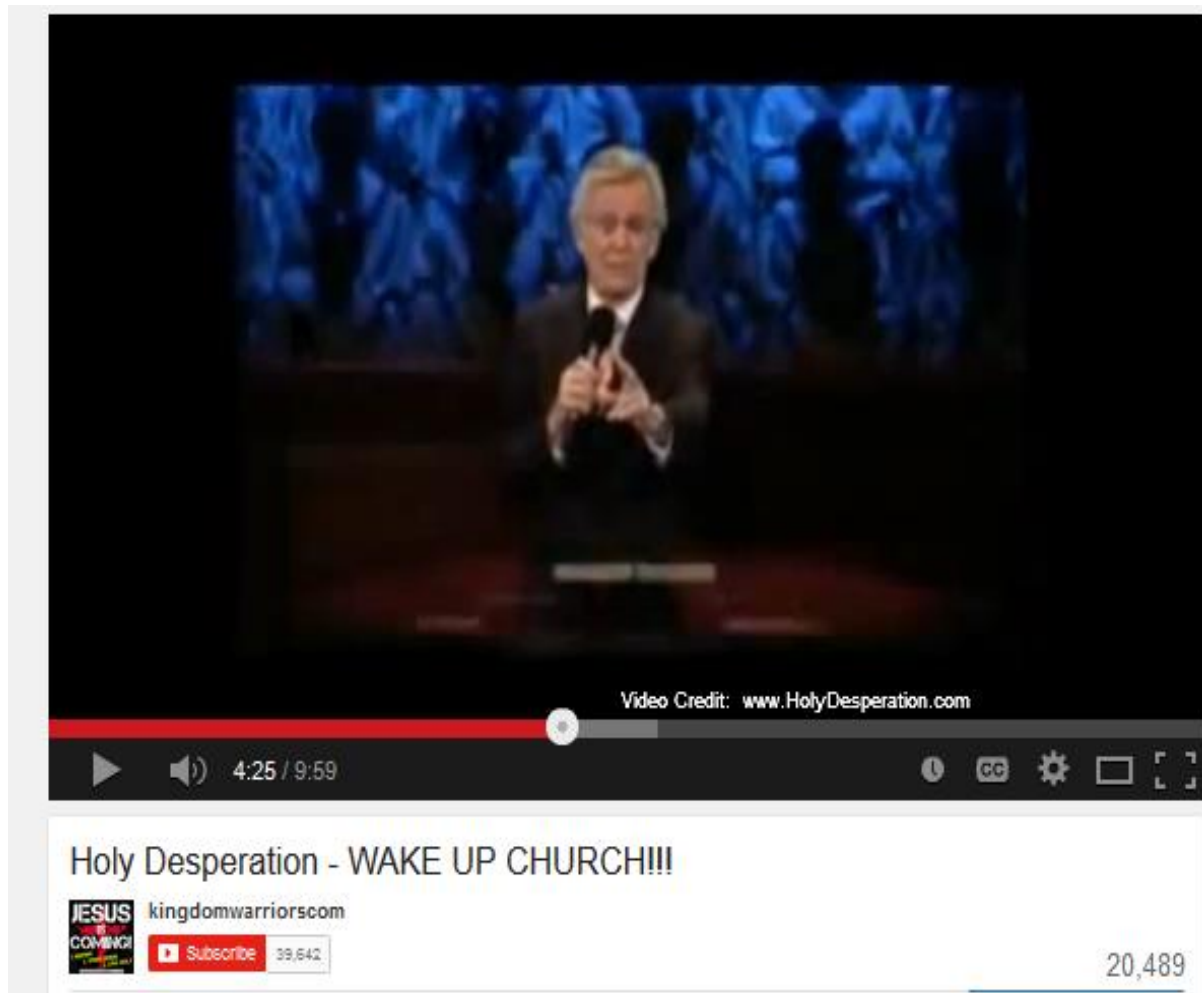 Video Credit: www.HolyDesperation.com
4:25 / 9:59
CC
Holy Desperation - WAKE UP CHURCH!!!
JESUS
IS
COMING!
kingdomwarriorscom
Subscribe 39,642
20,489